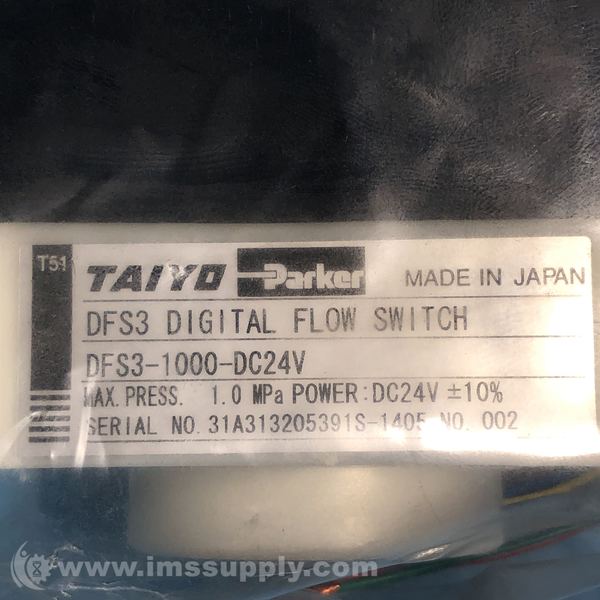 T51 TAIYO Parker MADE IN JAPAN
DFS3 DIGITAL FLOW SWITCH
DFS3-1000-DC24V
MAX. PRESS. 1.0 MPa POWER:DC24V ±10%
SERIAL NO. 31A313205391S-1405 NO. 002
www.imssupply.com